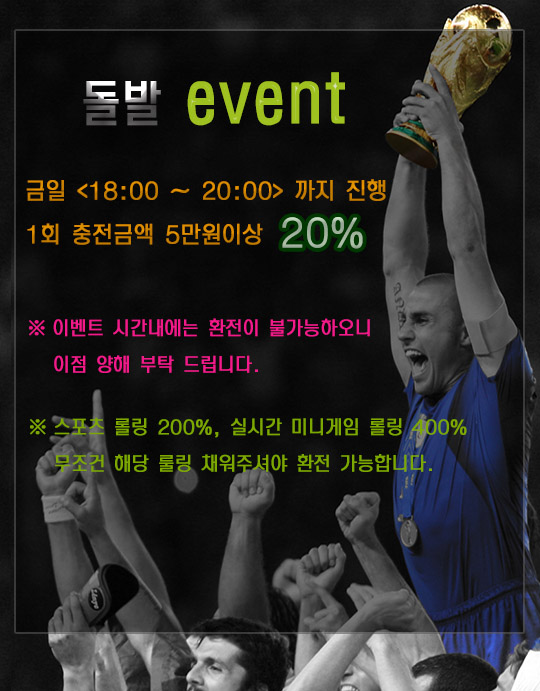 돌발 event
금일 <18:00 ~ 20:00> 까지 진행
1회 충전금액 5만원이상 20%
※ 이벤트 시간내에는 환전이 불가능하오니
이점 양해 부탁 드립니다.
※ 스포츠 롤링 200%, 실시간 미니게임 롤링 400%
무조건 해당 룰링 채워주셔야 환전 가능합니다.